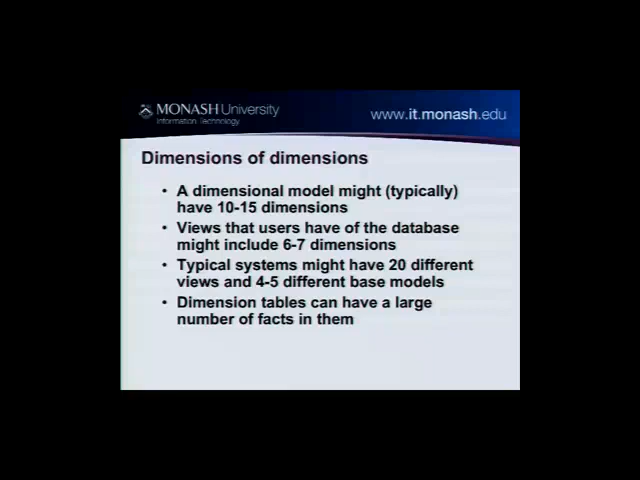 MONASH University
Information Technology
www.it.monash.edu
Dimensions of dimensions
• A dimensional model might (typically)
have 10-15 dimensions
• Views that users have of the database
might include 6-7 dimensions
• Typical systems might have 20 different
views and 4-5 different base models
• Dimension tables can have a large
number of facts in them